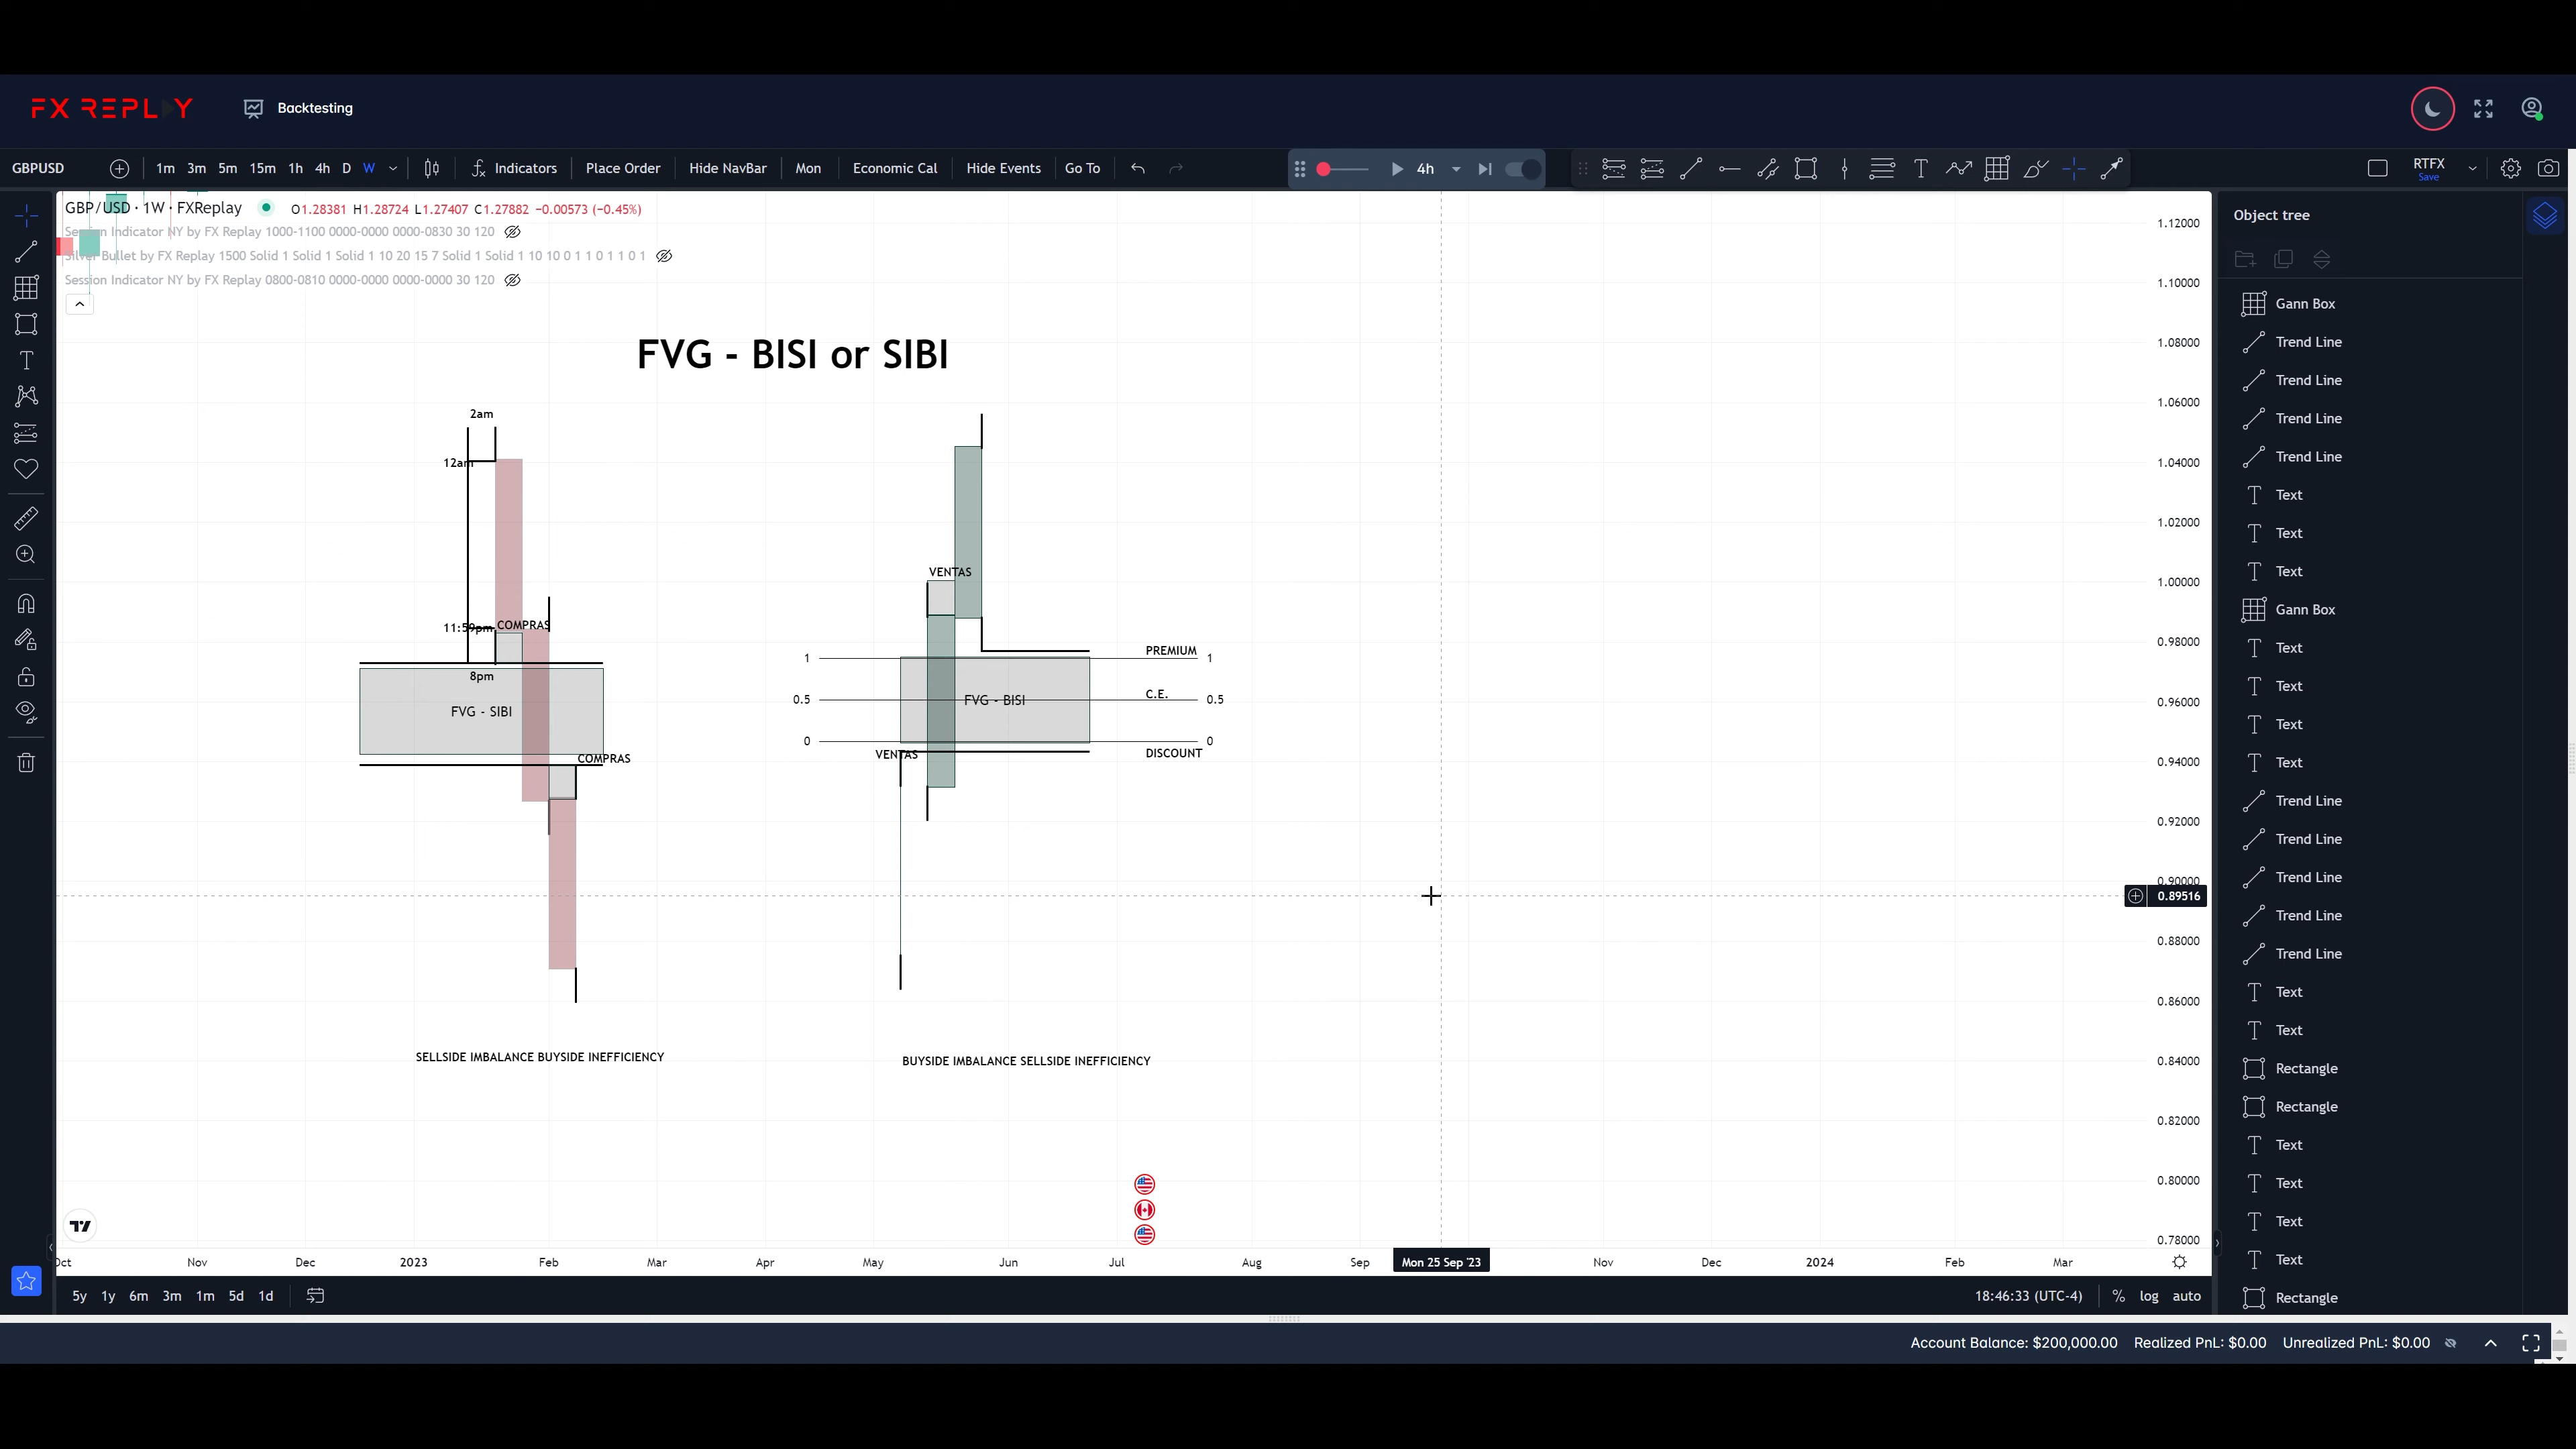 FX REPLAY
Backtesting
GBPUSD
1m 3m 5m 15m 1h 4h D W
Indicators
Place Order
Hide NavBar
Mon
Economic Cal
Hide Events
Go To
4h
RTFX
Save
GBP/USD · 1W · FXReplay
O1.28381 H1.28724 L1.27407 C1.27882 −0.00573 (−0.45%)
Session Indicator NY by FX Replay 1000-1100 0000-0000 0000-0830 30 120
Silver Bullet by FX Replay 1500 Solid 1 Solid 1 Solid 1 10 20 15 7 Solid 1 Solid 1 10 10 0 1 1 0 1 1 0 1
Session Indicator NY by FX Replay 0800-0810 0000-0000 0000-0000 30 120
FVG - BISI or SIBI
2am
12am
11:59pm
COMPRAS
8pm
FVG - SIBI
COMPRAS
SELLSIDE IMBALANCE BUYSIDE INEFFICIENCY
VENTAS
PREMIUM
1 1
C.E.
0.5 0.5
FVG - BISI
0 0
VENTAS
DISCOUNT
BUYSIDE IMBALANCE SELLSIDE INEFFICIENCY
1.12000
1.10000
1.08000
1.06000
1.04000
1.02000
1.00000
0.98000
0.96000
0.94000
0.92000
0.90000
0.89516
0.88000
0.86000
0.84000
0.82000
0.80000
0.78000
Oct Nov Dec 2023 Feb Mar Apr May Jun Jul Aug Sep Mon 25 Sep '23 Nov Dec 2024 Feb Mar
5y 1y 6m 3m 1m 5d 1d
18:46:33 (UTC-4)
% log auto
Object tree
Gann Box
Trend Line
Trend Line
Trend Line
Trend Line
Text
Text
Text
Gann Box
Text
Text
Text
Text
Trend Line
Trend Line
Trend Line
Trend Line
Trend Line
Text
Text
Rectangle
Rectangle
Text
Text
Text
Text
Rectangle
Account Balance: $200,000.00 Realized PnL: $0.00 Unrealized PnL: $0.00